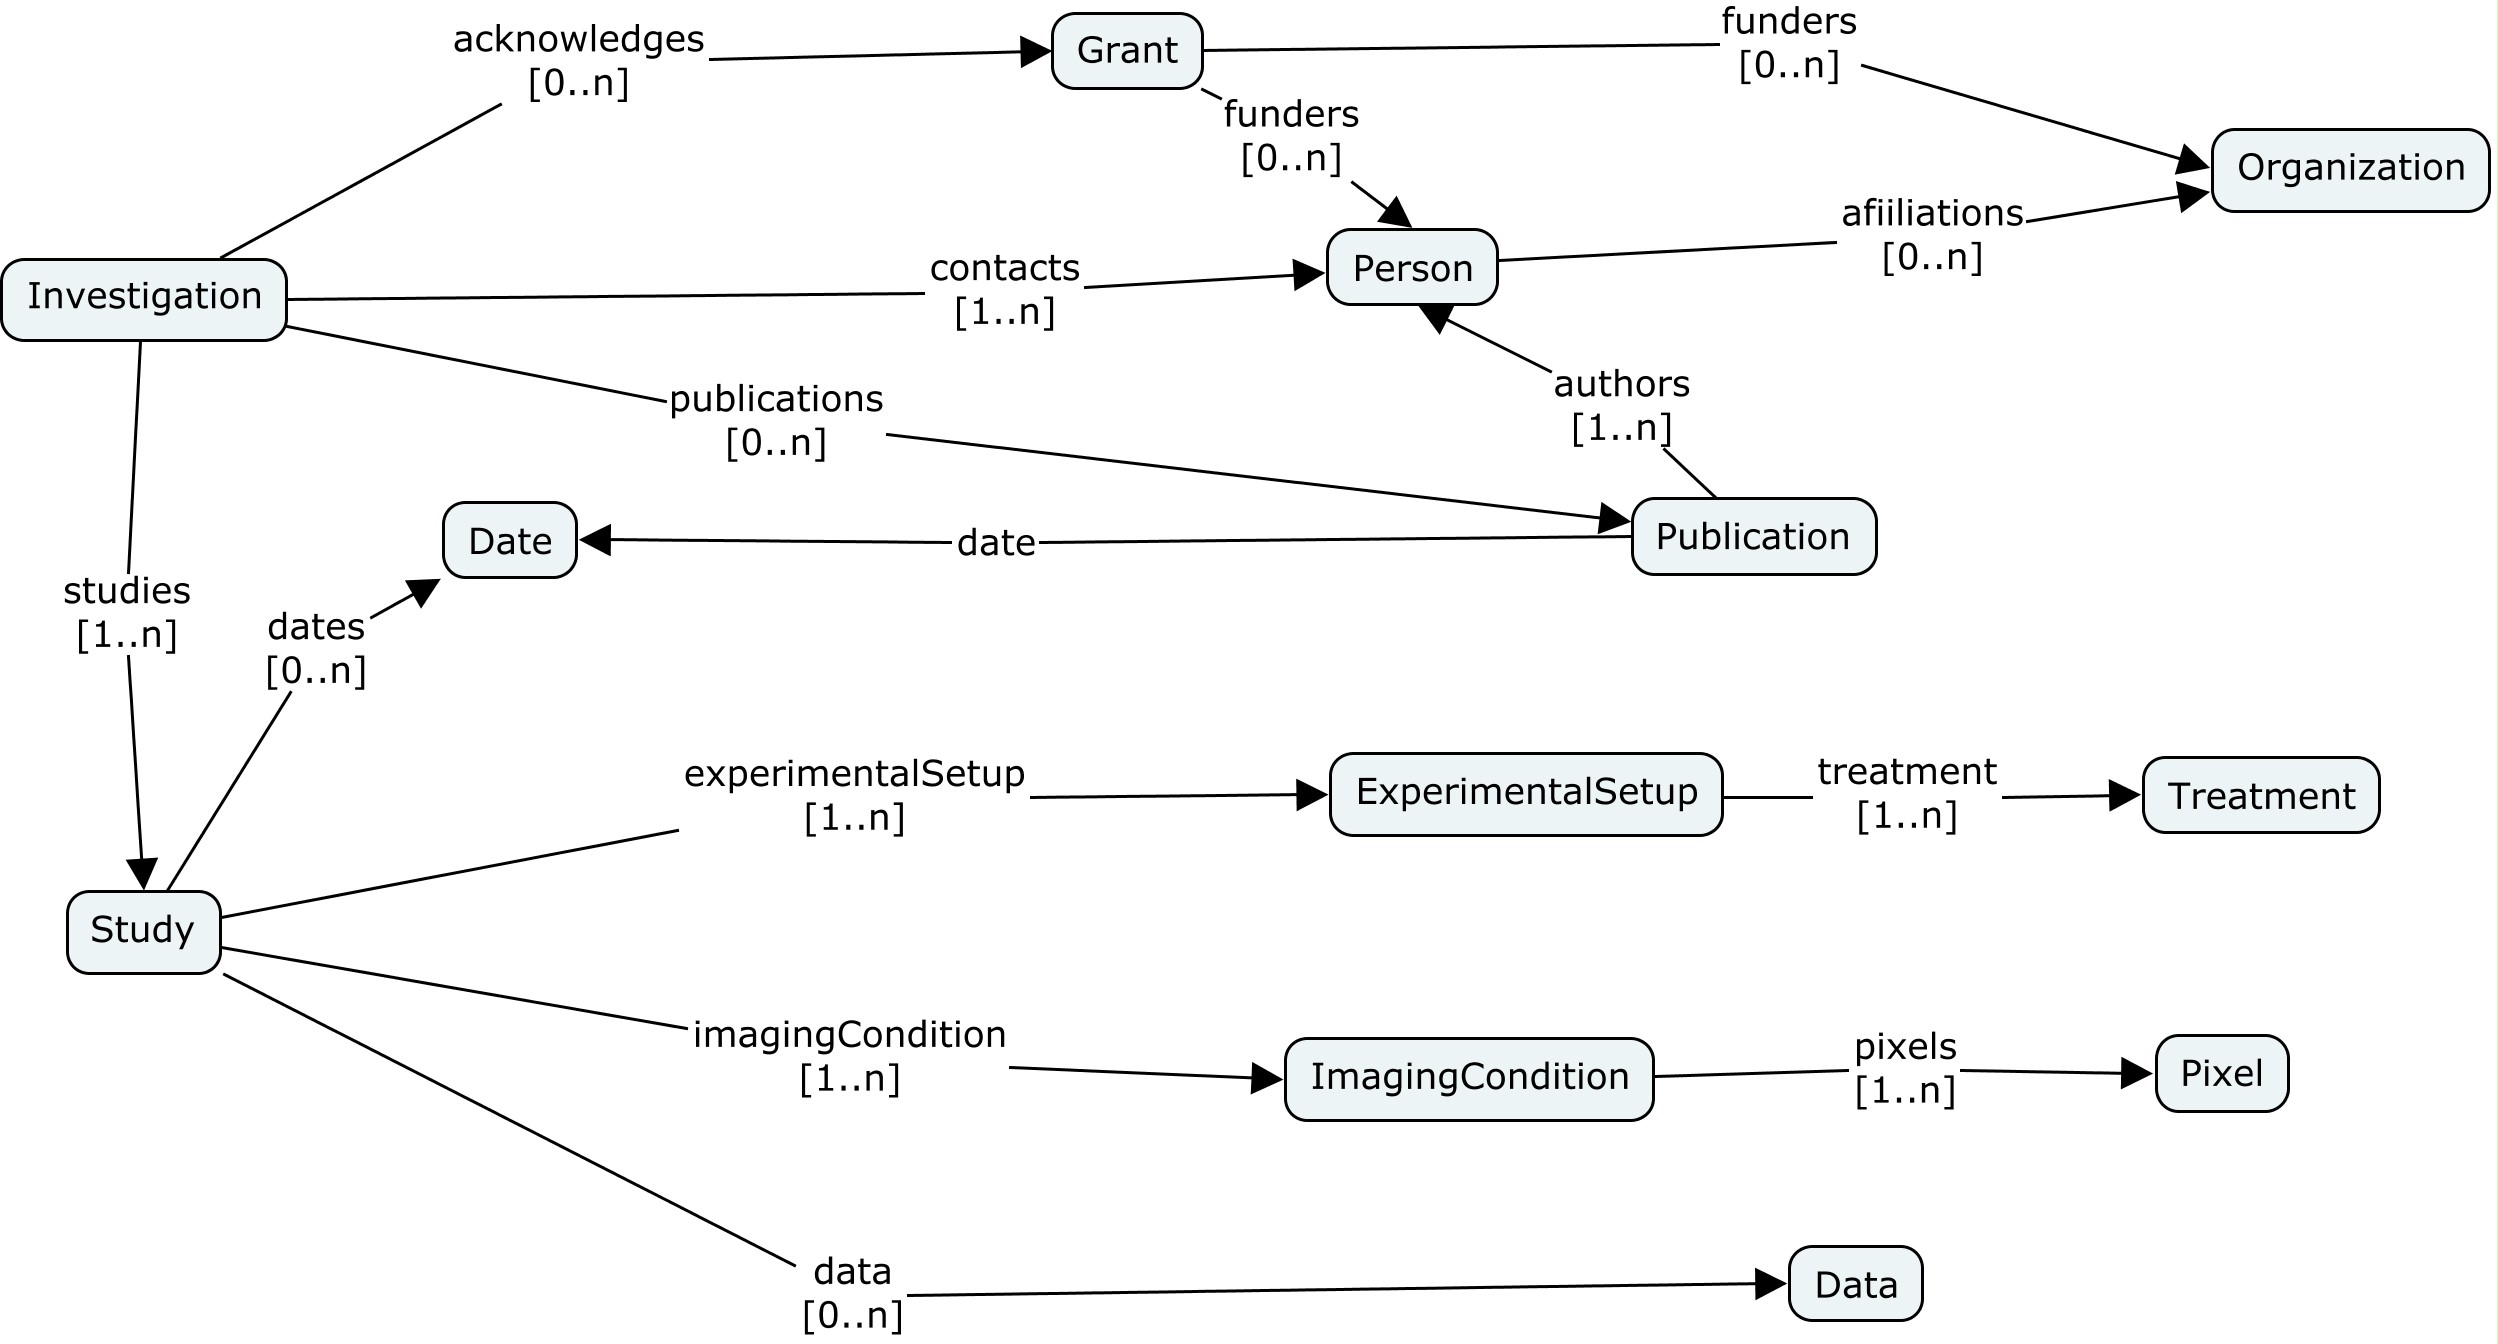 acknowledges
[0..n]
Grant
funders
[0..n]
funders
[0..n]
Organization
afiiliations
[0..n]
Person
contacts
[1..n]
Investigation
publications
[0..n]
authors
[1..n]
Date
date
Publication
studies
[1..n]
dates
[0..n]
experimentalSetup
[1..n]
ExperimentalSetup
treatment
[1..n]
Treatment
Study
imagingCondition
[1..n]
ImagingCondition
pixels
[1..n]
Pixel
data
[0..n]
Data